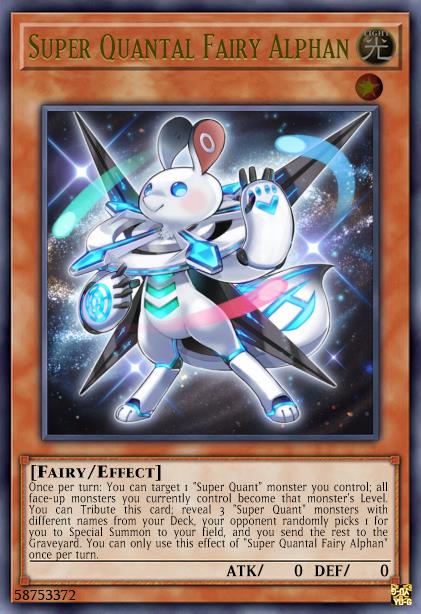 Super Quantal Fairy Alphan
LIGHT
光
[Fairy/Effect]
Once per turn: You can target 1 "Super Quant" monster you control; all
face-up monsters you currently control become that monster's Level.
You can Tribute this card; reveal 3 "Super Quant" monsters with
different names from your Deck, your opponent randomly picks 1 for
you to Special Summon to your field, and you send the rest to the
Graveyard. You can only use this effect of "Super Quantal Fairy Alphan"
once per turn.
ATK/ 0 DEF/ 0
58753372